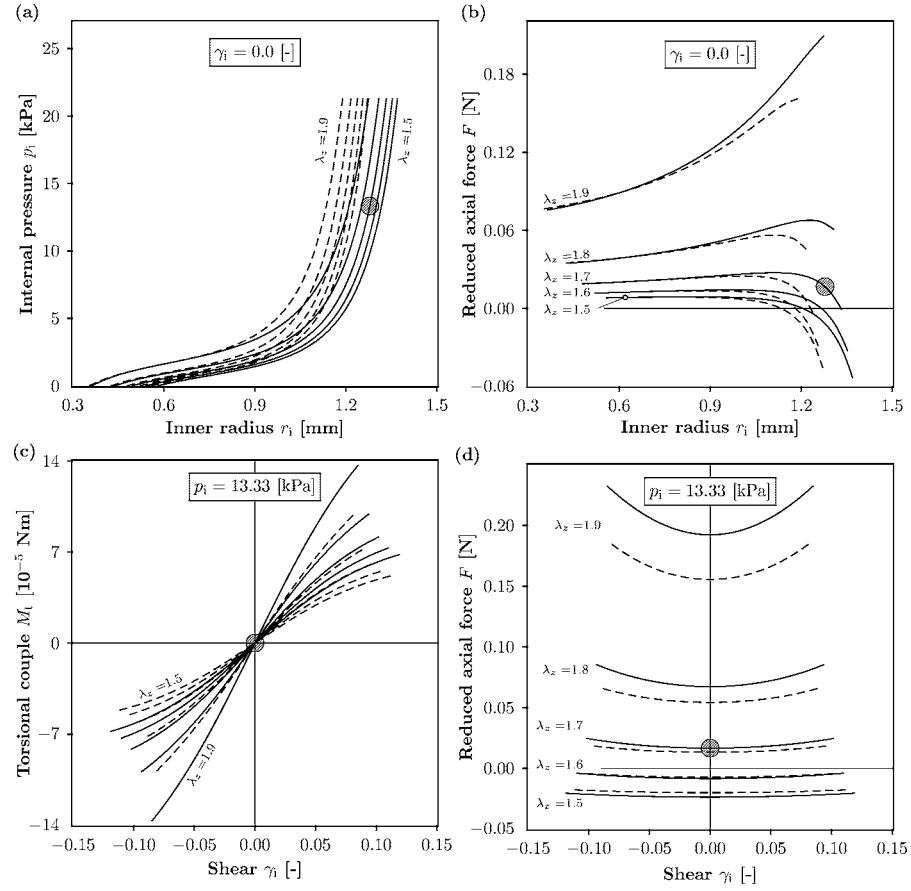 (a)
γi = 0.0 [-]
Internal pressure pi [kPa]
25
20
15
10
5
0
λz=1.9
λz=1.5
0.3
0.6
0.9
1.2
1.5
Inner radius ri [mm]
(b)
γi = 0.0 [-]
Reduced axial force F [N]
0.18
0.12
0.06
0.00
−0.06
λz=1.9
λz=1.8
λz=1.7
λz=1.6
λz=1.5
0.3
0.6
0.9
1.2
1.5
Inner radius ri [mm]
(c)
pi = 13.33 [kPa]
Torsional couple Mt [10−5 Nm]
14
7
0
−7
−14
λz=1.5
λz=1.9
−0.15
−0.10
−0.05
0.00
0.05
0.10
0.15
Shear γi [-]
(d)
pi = 13.33 [kPa]
Reduced axial force F [N]
0.20
0.15
0.10
0.05
0.00
−0.05
λz=1.9
λz=1.8
λz=1.7
λz=1.6
λz=1.5
−0.15
−0.10
−0.05
0.00
0.05
0.10
0.15
Shear γi [-]